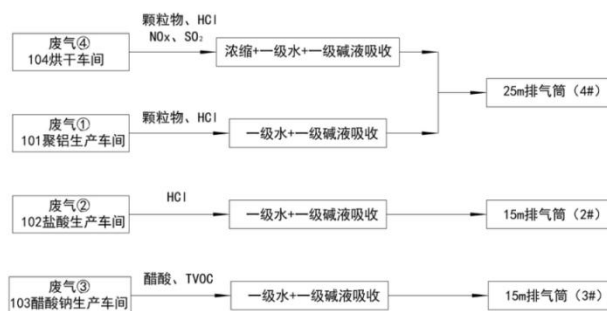 颗粒物、HCl
NOx、SO₂
废气④
104烘干车间
浓缩+一级水+一级碱液吸收
25m排气筒（4#）
颗粒物、HCl
废气①
101聚铝生产车间
一级水+一级碱液吸收
HCl
废气②
102盐酸生产车间
一级水+一级碱液吸收
15m排气筒（2#）
醋酸、TVOC
废气③
103醋酸钠生产车间
一级水+一级碱液吸收
15m排气筒（3#）